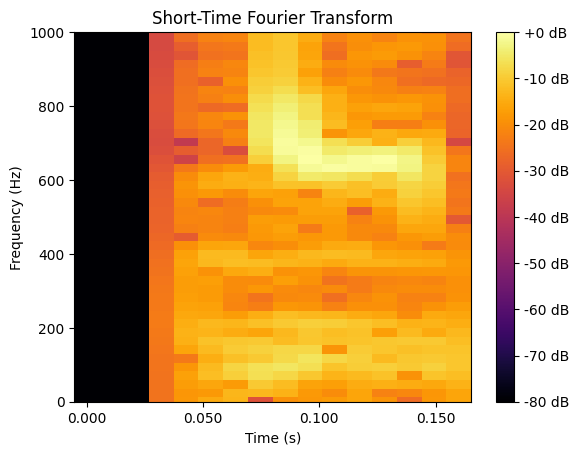 Short-Time Fourier Transform
1000
800
600
400
200
0
Frequency (Hz)
0.000
0.050
0.100
0.150
Time (s)
+0 dB
-10 dB
-20 dB
-30 dB
-40 dB
-50 dB
-60 dB
-70 dB
-80 dB